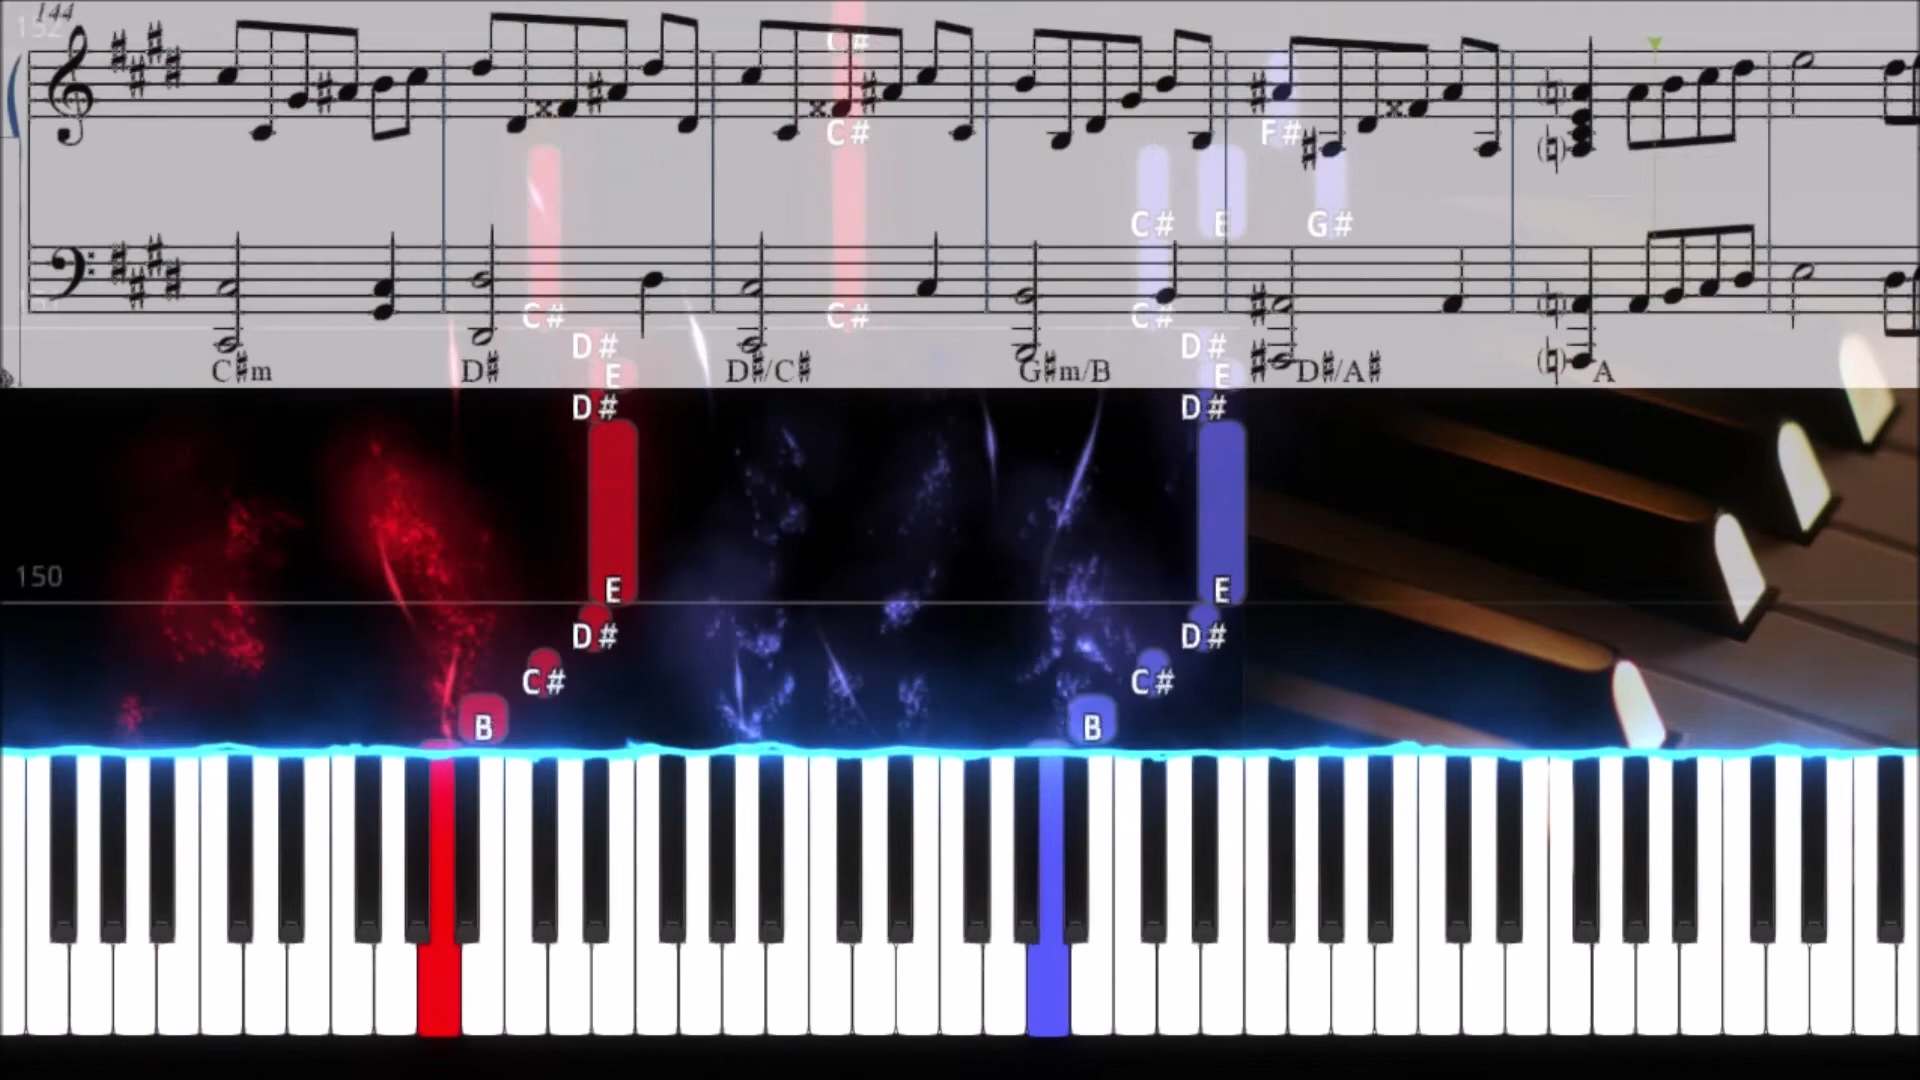 144
152
C#
C# F#
C# E G#
C# C# C#
D# D#
E E
C#m D# D#/C# G#m/B D#/A# A
D# D#
150
E E
D# D#
C# C#
B B